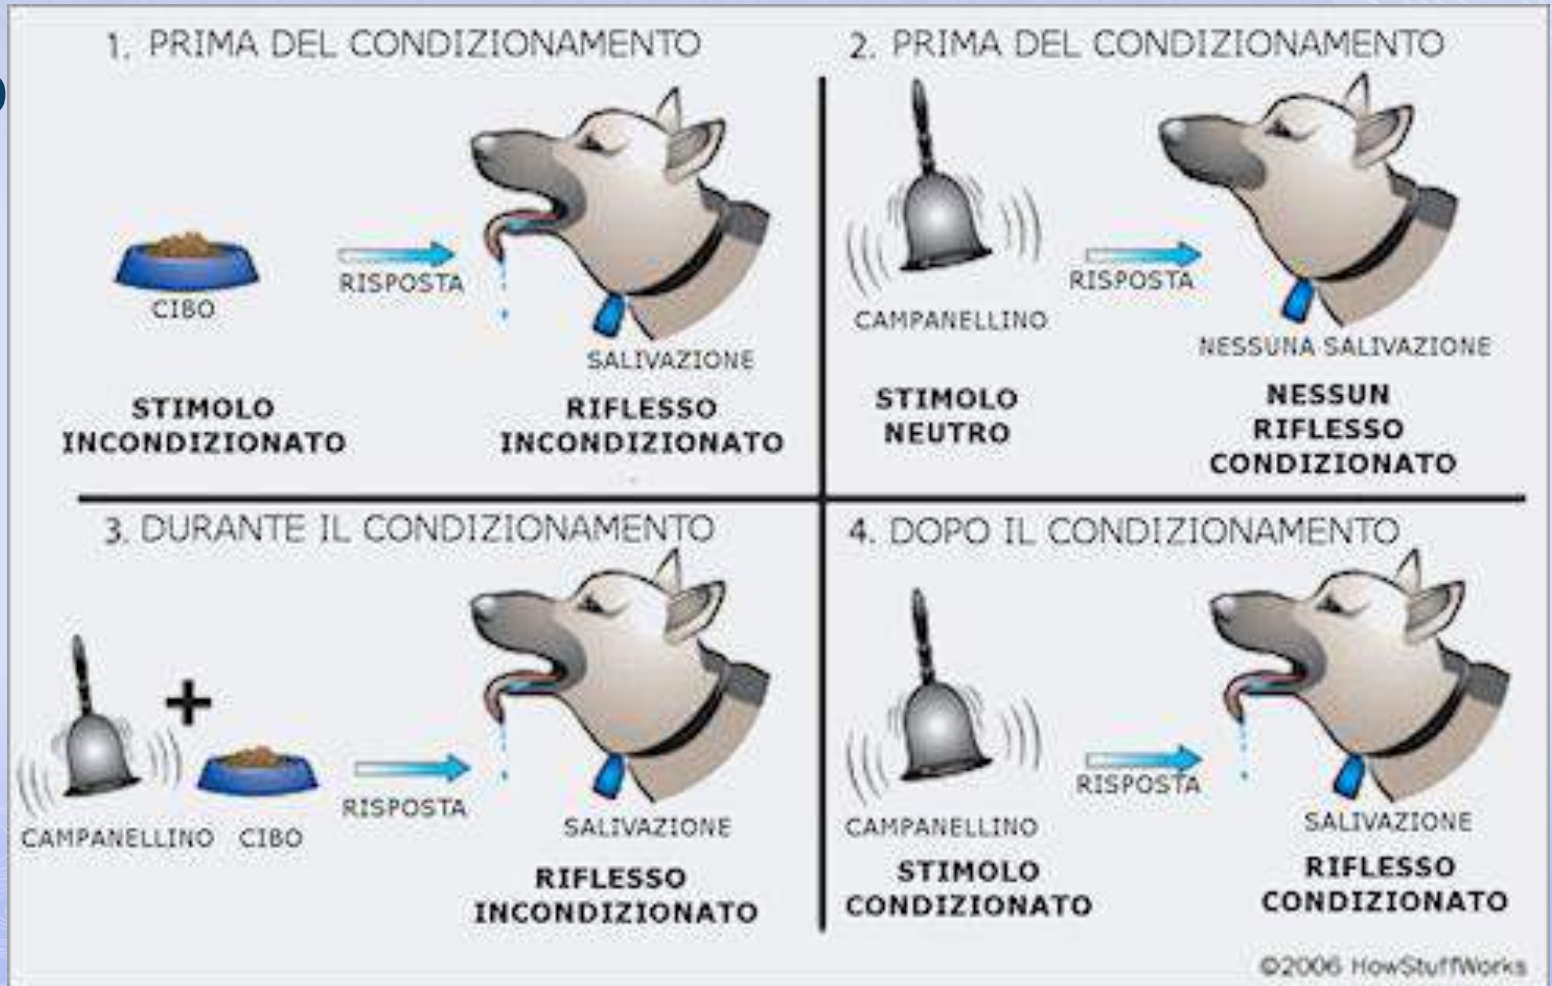 1. PRIMA DEL CONDIZIONAMENTO
CIBO
RISPOSTA
SALIVAZIONE
STIMOLO
INCONDIZIONATO
RIFLESSO
INCONDIZIONATO
2. PRIMA DEL CONDIZIONAMENTO
CAMPANELLINO
RISPOSTA
NESSUNA SALIVAZIONE
STIMOLO
NEUTRO
NESSUN
RIFLESSO
CONDIZIONATO
3. DURANTE IL CONDIZIONAMENTO
+
CAMPANELLINO CIBO
RISPOSTA
SALIVAZIONE
RIFLESSO
INCONDIZIONATO
4. DOPO IL CONDIZIONAMENTO
CAMPANELLINO
RISPOSTA
SALIVAZIONE
STIMOLO
CONDIZIONATO
RIFLESSO
CONDIZIONATO
©2006 HowStuffWorks